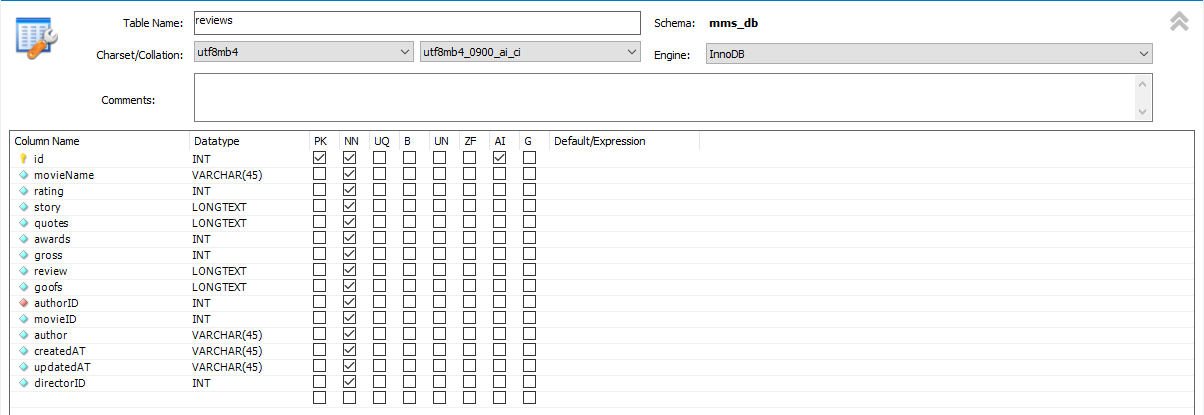 Table Name: reviews Schema: mms_db
Charset/Collation: utf8mb4 utf8mb4_0900_ai_ci Engine: InnoDB
Comments:
Column Name Datatype PK NN UQ B UN ZF AI G Default/Expression
id INT
movieName VARCHAR(45)
rating INT
story LONGTEXT
quotes LONGTEXT
awards INT
gross INT
review LONGTEXT
goofs LONGTEXT
authorID INT
movieID INT
author VARCHAR(45)
createdAT VARCHAR(45)
updatedAT VARCHAR(45)
directorID INT